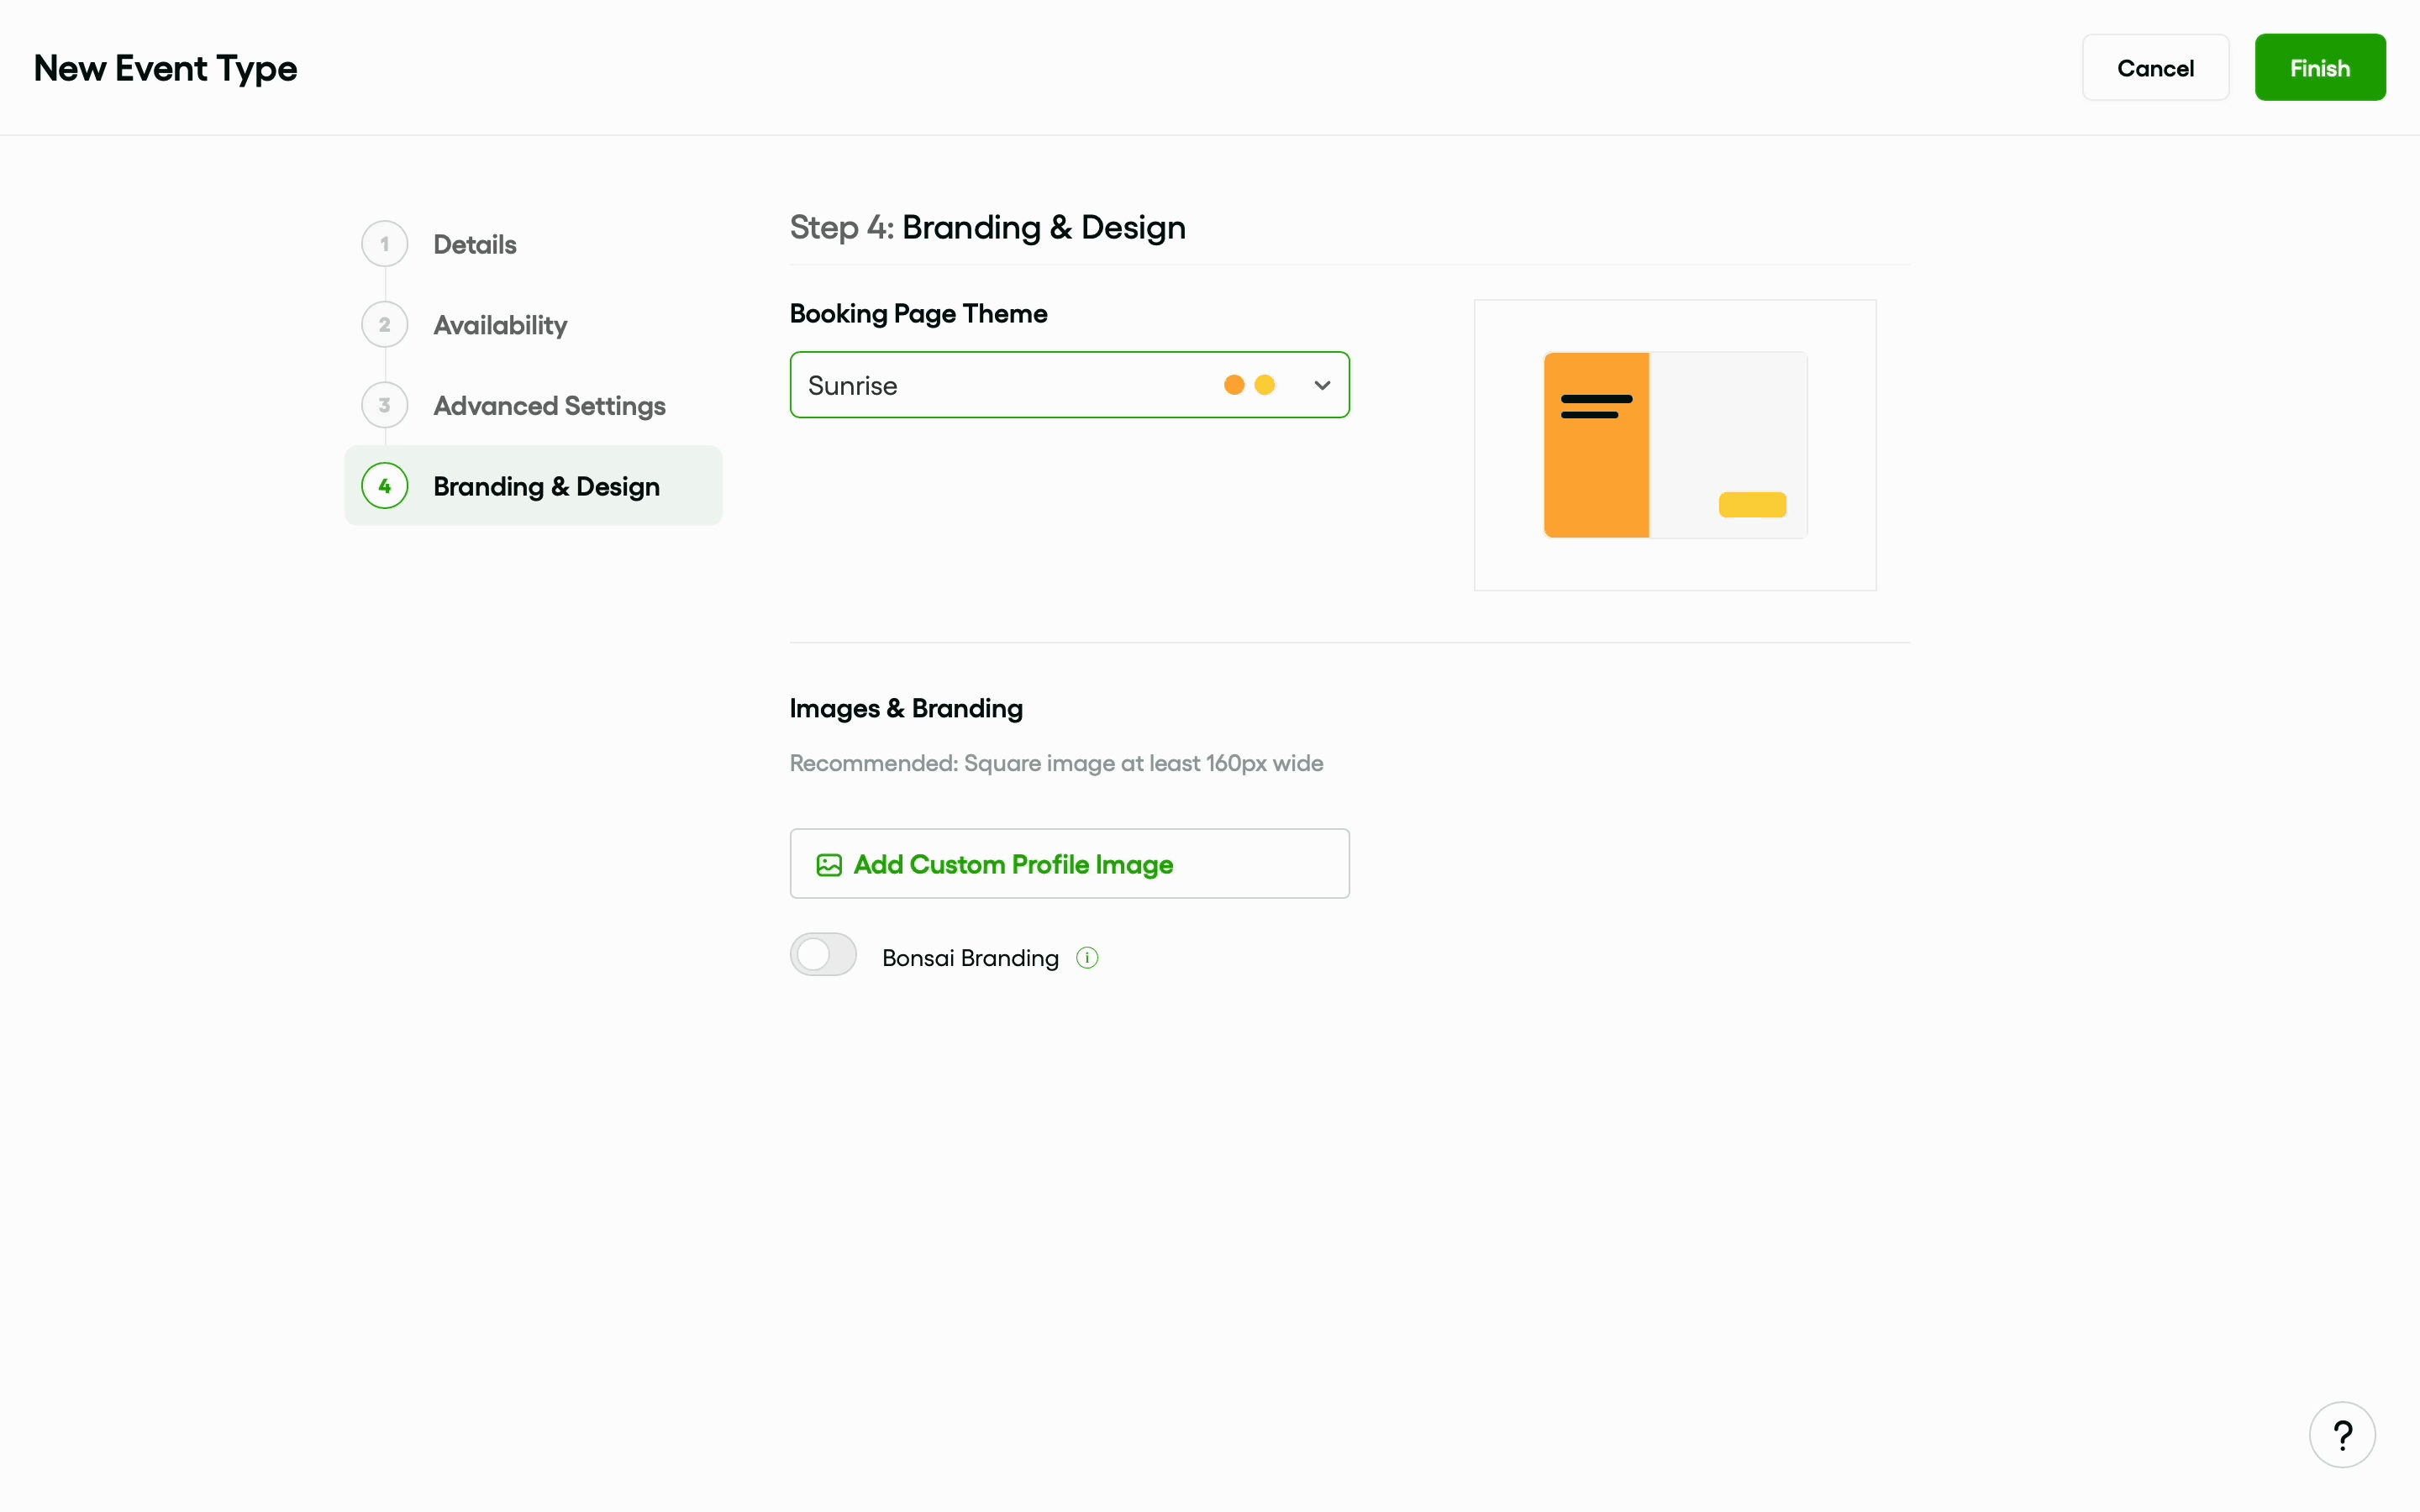 New Event Type
Cancel
Finish
1 Details
2 Availability
3 Advanced Settings
4 Branding & Design
Step 4: Branding & Design
Booking Page Theme
Sunrise
Images & Branding
Recommended: Square image at least 160px wide
Add Custom Profile Image
Bonsai Branding i
?